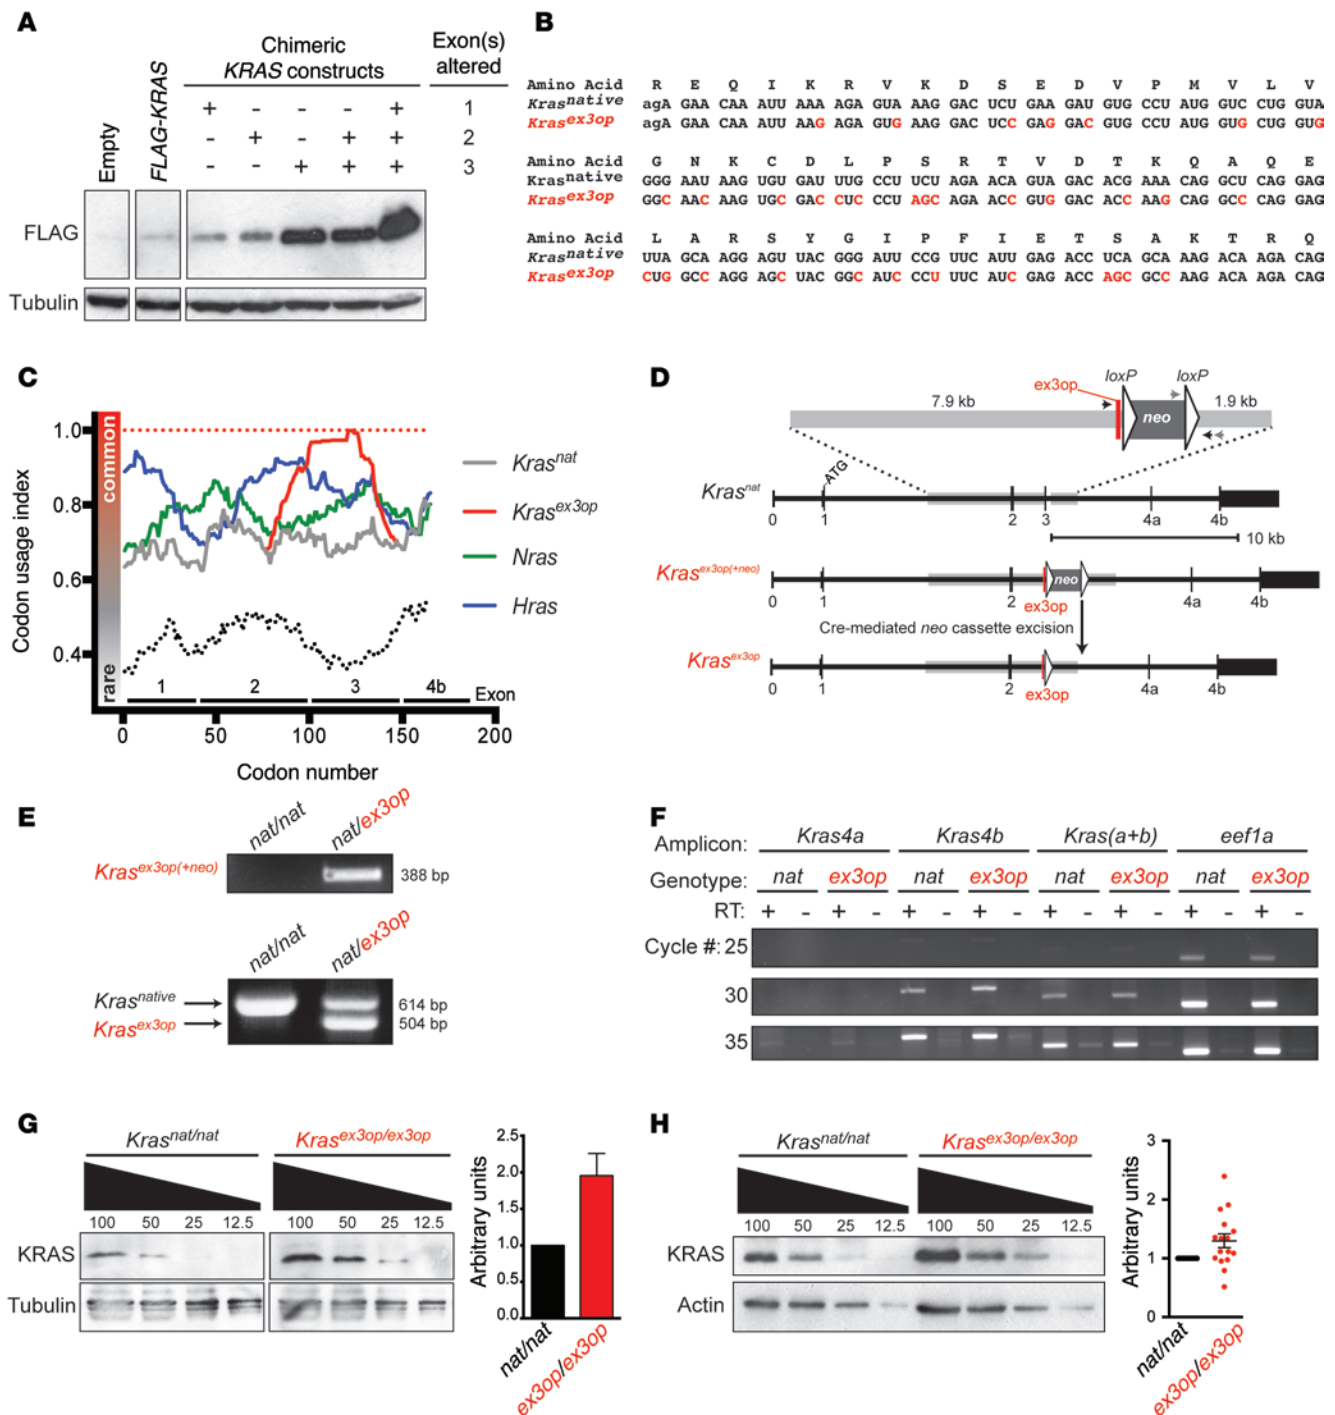 A
Chimeric
KRAS constructs
Exon(s)
altered
Empty
FLAG-KRAS
+ - - - + 1
- + - + + 2
- - + + + 3
FLAG
Tubulin
B
Amino Acid R E Q I K R V K D S E D V P M V L V
Krasnative agA GAA CAA AUU AAA AGA GUA AAG GAC UCU GAA GAU GUG CCU AUG GUC CUG GUA
Krasex3op agA GAA CAA AUU AAG AGA GUG AAG GAC UCC GAG GAC GUG CCU AUG GUG CUG GUG
Amino Acid G N K C D L P S R T V D T K Q A Q E
Krasnative GGG AAU AAG UGU GAU UUG CCU UCU AGA ACA GUA GAC ACG AAA CAG GCU CAG GAG
Krasex3op GGC AAC AAG UGC GAC CUC CCU AGC AGA ACC GUG GAC ACC AAG CAG GCC CAG GAG
Amino Acid L A R S Y G I P F I E T S A K T R Q
Krasnative UUA GCA AGG AGU UAC GGG AUU CCG UUC AUU GAG ACC UCA GCA AAG ACA AGA CAG
Krasex3op CUG GCC AGG AGC UAC GGC AUC CCU UUC AUC GAG ACC AGC GCC AAG ACA AGA CAG
C
Codon usage index
common
rare
1.0
0.8
0.6
0.4
Krasnat
Krasex3op
Nras
Hras
1 2 3 4b Exon
0 50 100 150 200
Codon number
D
loxP loxP
ex3op
7.9 kb neo 1.9 kb
ATG
Krasnat
0 1 2 3 4a 4b
10 kb
Krasex3op(+neo)
neo
0 1 2 ex3op 4a 4b
Cre-mediated neo cassette excision
Krasex3op
0 1 2 4a 4b
ex3op
E
nat/nat nat/ex3op
Krasex3op(+neo) 388 bp
nat/nat nat/ex3op
Krasnative 614 bp
Krasex3op 504 bp
F
Amplicon: Kras4a Kras4b Kras(a+b) eef1a
Genotype: nat ex3op nat ex3op nat ex3op nat ex3op
RT: + - + - + - + - + - + - + - + -
Cycle #: 25
30
35
G
Krasnat/nat Krasex3op/ex3op
100 50 25 12.5 100 50 25 12.5
KRAS
Tubulin
Arbitrary units
2.5
2.0
1.5
1.0
0.5
0.0
nat/nat
ex3op/ex3op
H
Krasnat/nat Krasex3op/ex3op
100 50 25 12.5 100 50 25 12.5
KRAS
Actin
Arbitrary units
3
2
1
0
nat/nat
ex3op/ex3op